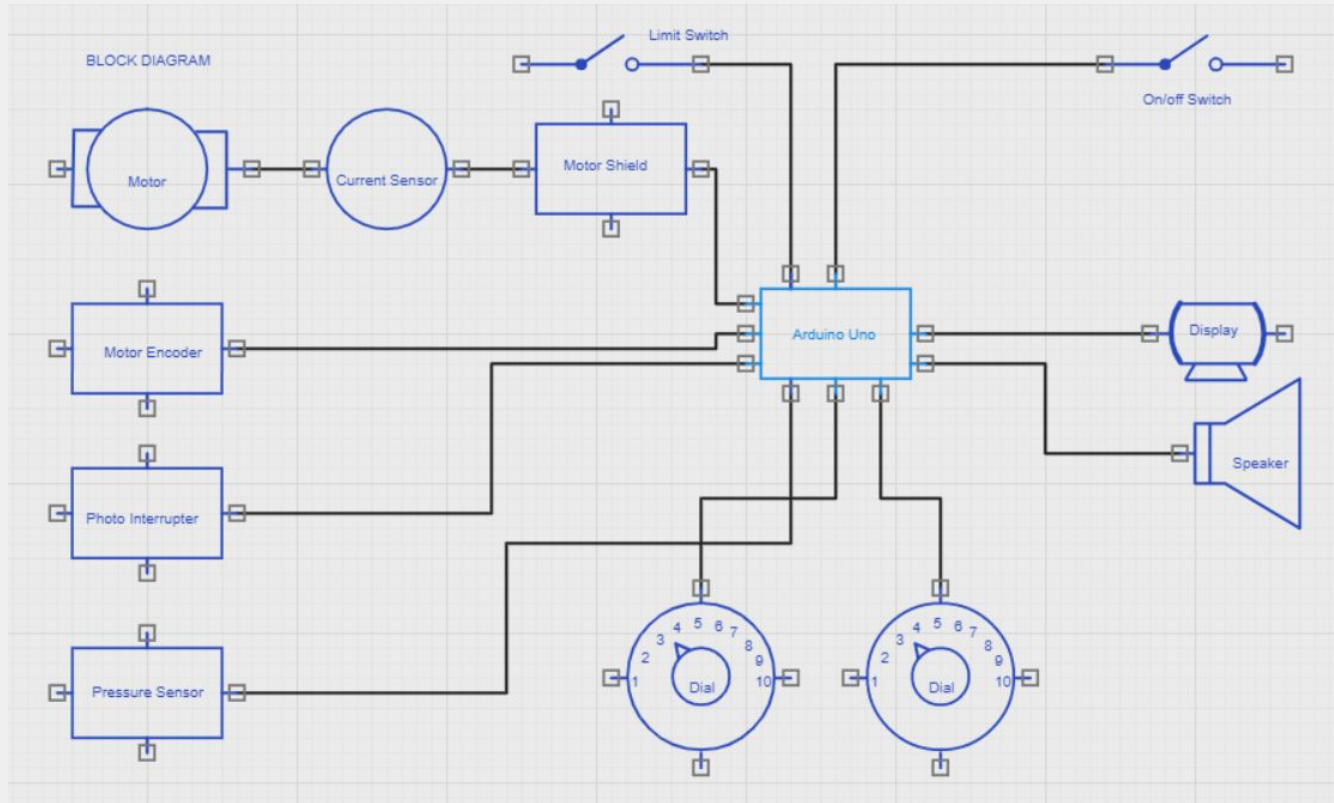 BLOCK DIAGRAM
Limit Switch
On/off Switch
Motor
Current Sensor
Motor Shield
Motor Encoder
Arduino Uno
Display
Speaker
Photo Interrupter
Pressure Sensor
1 2 3 4 5 6 7 8 9 10
Dial
1 2 3 4 5 6 7 8 9 10
Dial